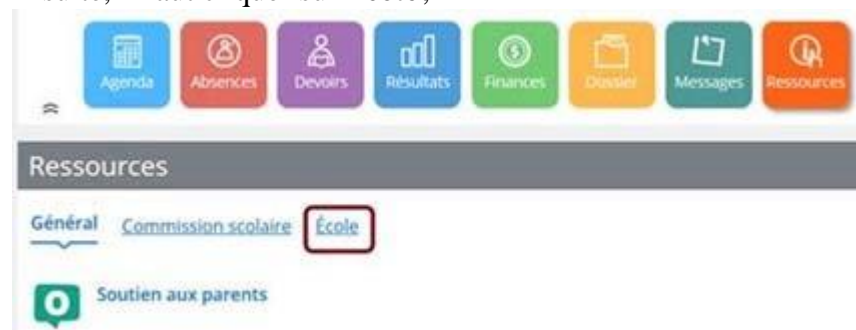 Agenda Absences Devoirs Résultats Finances Dossier Messages Ressources
Ressources
Général Commission scolaire École
Soutien aux parents